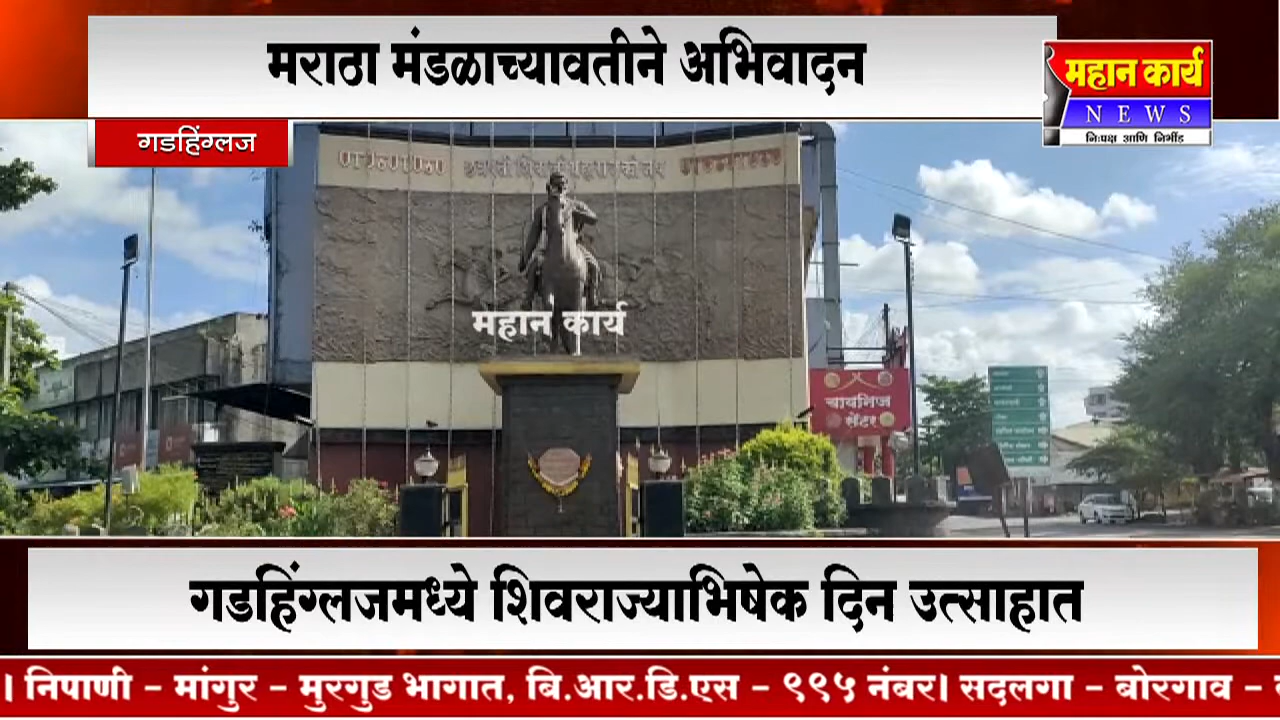 मराठा मंडळाच्यावतीने अभिवादन
महान कार्य
NEWS
निःपक्ष आणि निर्भीड
गडहिंग्लज
महान कार्य
चायनिज
सेंटर
गडहिंग्लजमध्ये शिवराज्याभिषेक दिन उत्साहात
। निपाणी - मांगुर - मुरगुड भागात, बि.आर.डि.एस - ९९५ नंबर। सदलगा - बोरगाव -